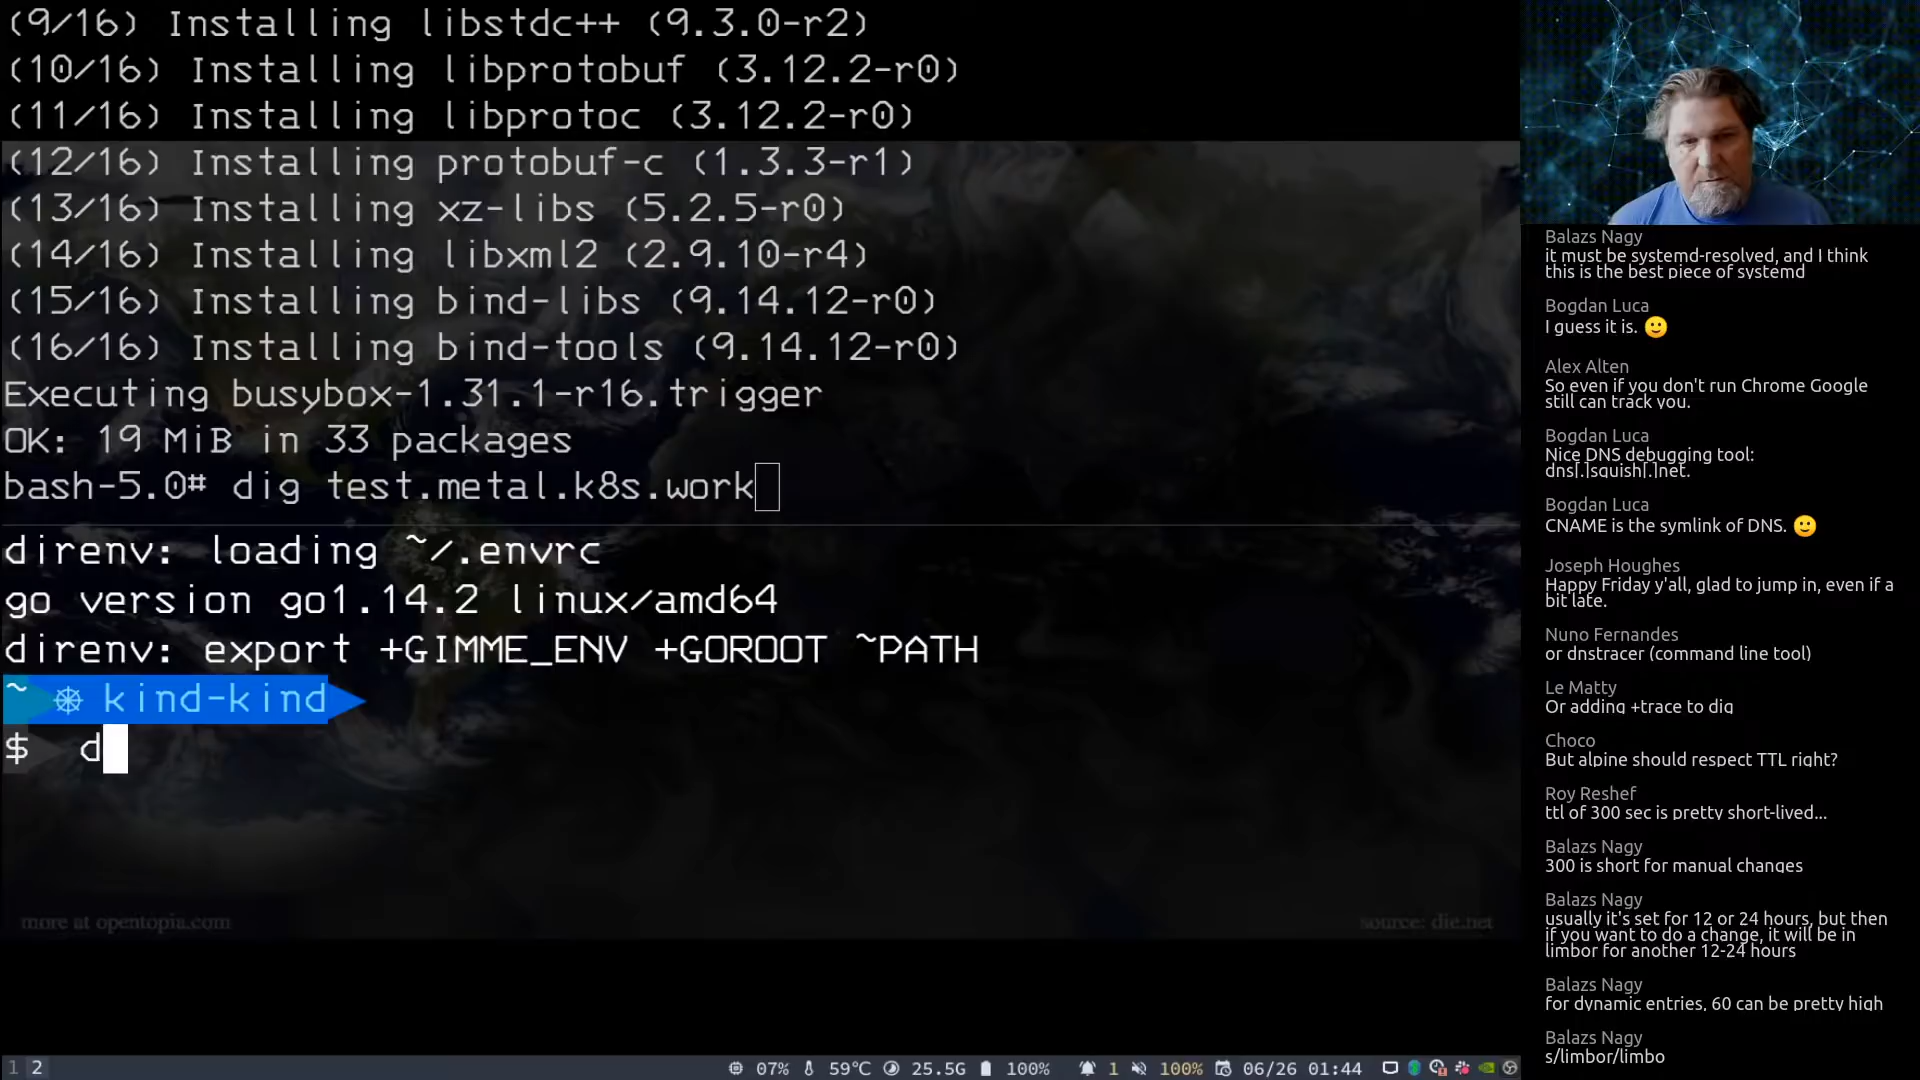 (9/16) Installing libstdc++ (9.3.0-r2)
(10/16) Installing libprotobuf (3.12.2-r0)
(11/16) Installing libprotoc (3.12.2-r0)
(12/16) Installing protobuf-c (1.3.3-r1)
(13/16) Installing xz-libs (5.2.5-r0)
(14/16) Installing libxml2 (2.9.10-r4)
(15/16) Installing bind-libs (9.14.12-r0)
(16/16) Installing bind-tools (9.14.12-r0)
Executing busybox-1.31.1-r16.trigger
OK: 19 MiB in 33 packages
bash-5.0# dig test.metal.k8s.work
direnv: loading ~/.envrc
go version go1.14.2 linux/amd64
direnv: export +GIMME_ENV +GOROOT ~PATH
~ ⎈ kind-kind
$ d
more at opentopia.com
source: die.net
1 2
07% 59°C 25.5G 100% 1 100% 06/26 01:44
Balazs Nagy
it must be systemd-resolved, and I think
this is the best piece of systemd
Bogdan Luca
I guess it is. 🙂
Alex Alten
So even if you don't run Chrome Google
still can track you.
Bogdan Luca
Nice DNS debugging tool:
dns[.]squish[.]net.
Bogdan Luca
CNAME is the symlink of DNS. 🙂
Joseph Houghes
Happy Friday y'all, glad to jump in, even if a
bit late.
Nuno Fernandes
or dnstracer (command line tool)
Le Matty
Or adding +trace to dig
Choco
But alpine should respect TTL right?
Roy Reshef
ttl of 300 sec is pretty short-lived...
Balazs Nagy
300 is short for manual changes
Balazs Nagy
usually it's set for 12 or 24 hours, but then
if you want to do a change, it will be in
limbor for another 12-24 hours
Balazs Nagy
for dynamic entries, 60 can be pretty high
Balazs Nagy
s/limbor/limbo